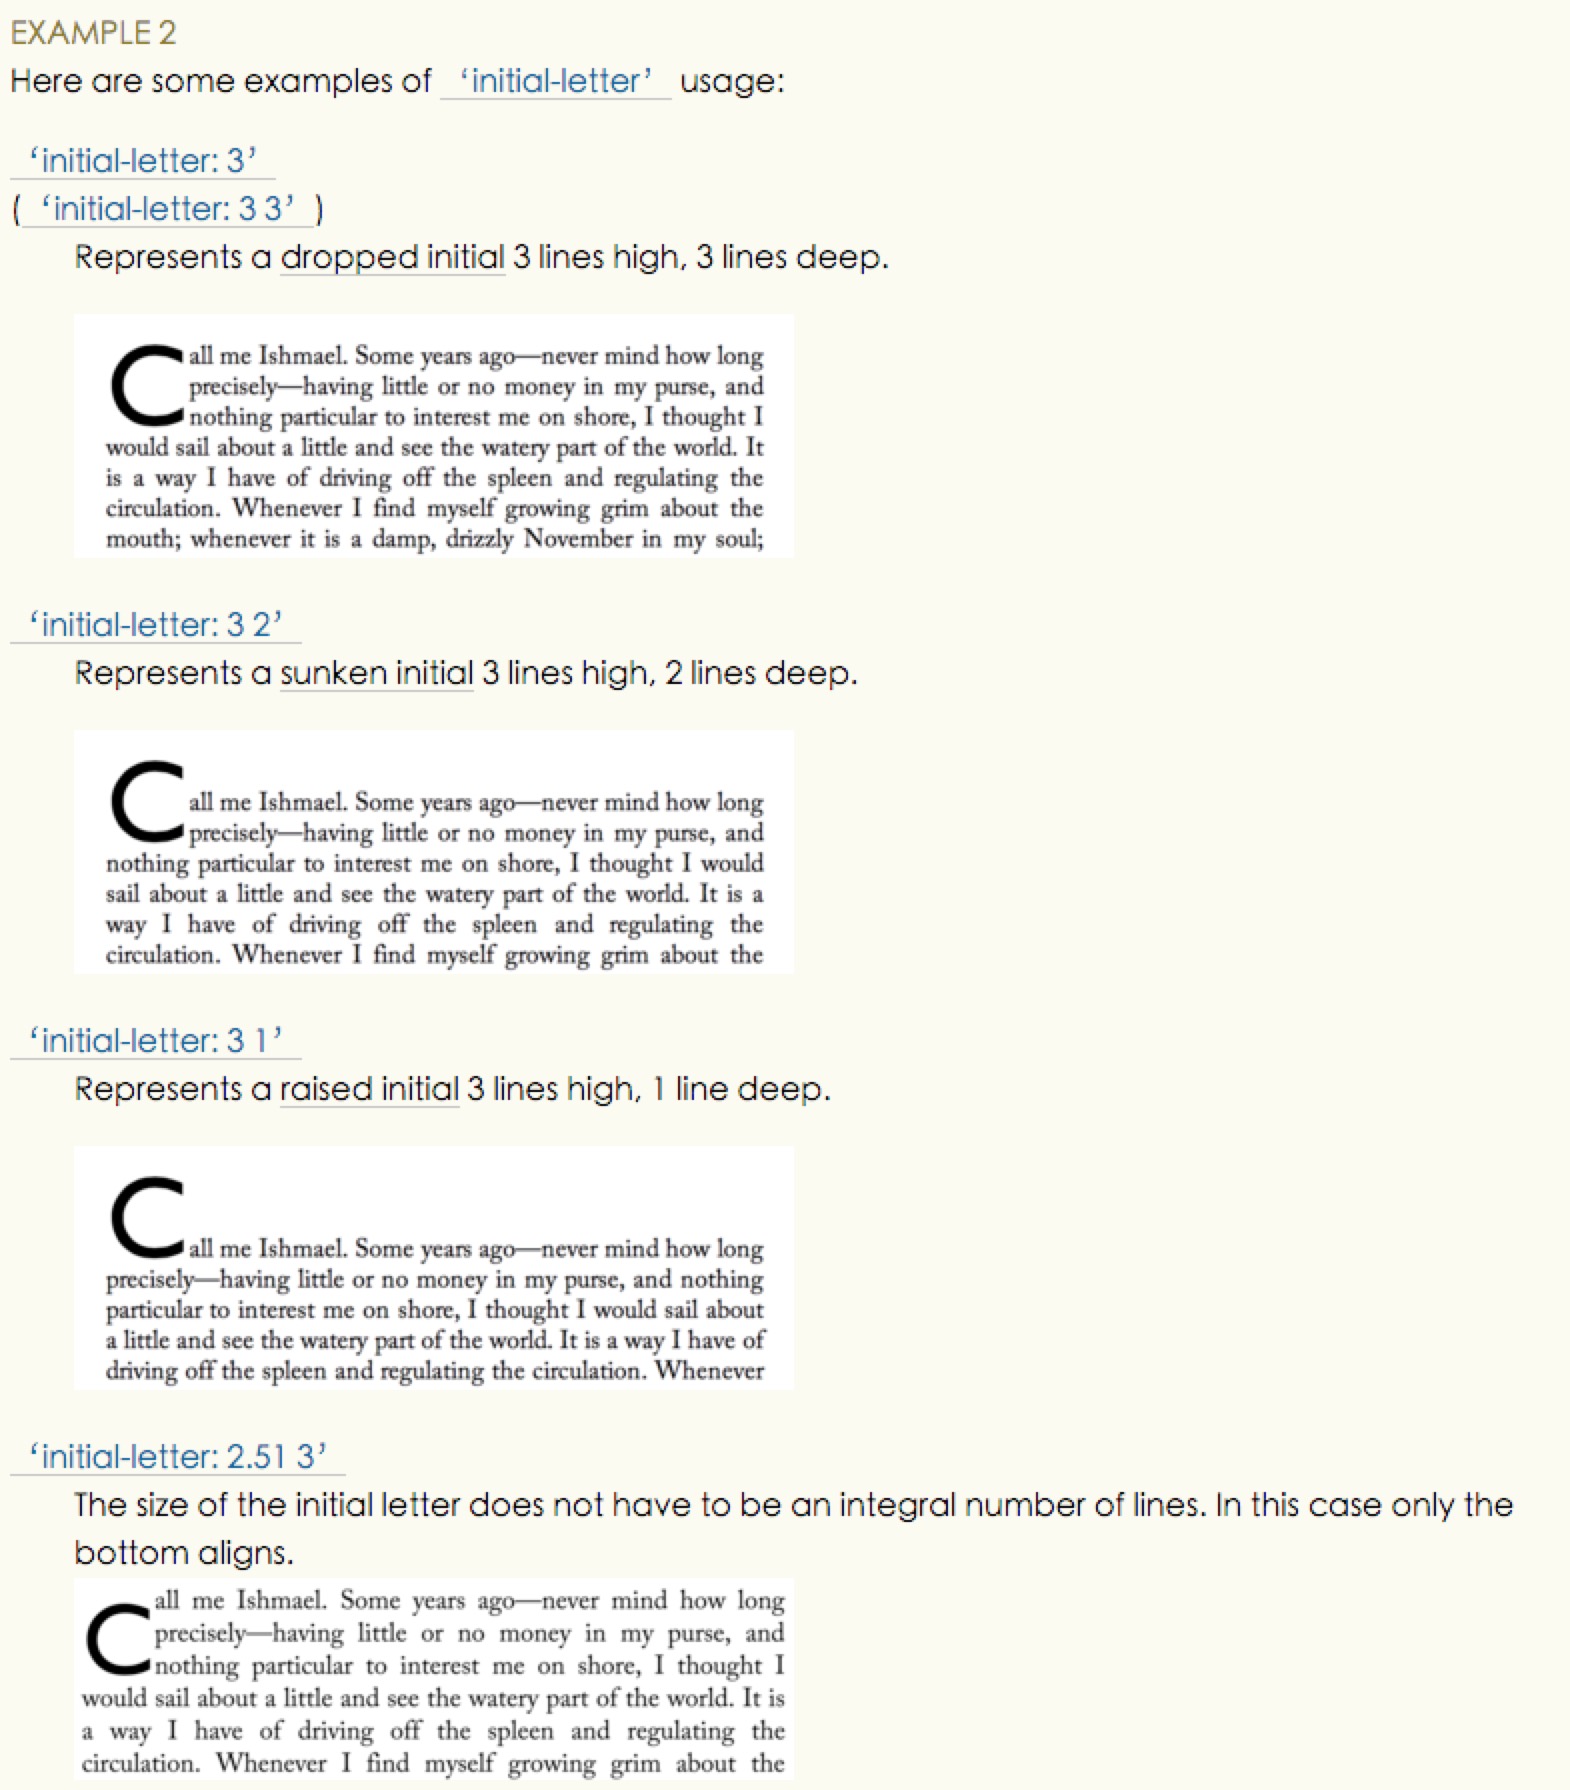 EXAMPLE 2
Here are some examples of ‘initial-letter’ usage:
‘initial-letter: 3’
( ‘initial-letter: 3 3’ )
Represents a dropped initial 3 lines high, 3 lines deep.
Call me Ishmael. Some years ago—never mind how long
precisely—having little or no money in my purse, and
nothing particular to interest me on shore, I thought I
would sail about a little and see the watery part of the world. It
is a way I have of driving off the spleen and regulating the
circulation. Whenever I find myself growing grim about the
mouth; whenever it is a damp, drizzly November in my soul;
‘initial-letter: 3 2’
Represents a sunken initial 3 lines high, 2 lines deep.
Call me Ishmael. Some years ago—never mind how long
precisely—having little or no money in my purse, and
nothing particular to interest me on shore, I thought I would
sail about a little and see the watery part of the world. It is a
way I have of driving off the spleen and regulating the
circulation. Whenever I find myself growing grim about the
‘initial-letter: 3 1’
Represents a raised initial 3 lines high, 1 line deep.
Call me Ishmael. Some years ago—never mind how long
precisely—having little or no money in my purse, and nothing
particular to interest me on shore, I thought I would sail about
a little and see the watery part of the world. It is a way I have of
driving off the spleen and regulating the circulation. Whenever
‘initial-letter: 2.51 3’
The size of the initial letter does not have to be an integral number of lines. In this case only the
bottom aligns.
Call me Ishmael. Some years ago—never mind how long
precisely—having little or no money in my purse, and
nothing particular to interest me on shore, I thought I
would sail about a little and see the watery part of the world. It is
a way I have of driving off the spleen and regulating the
circulation. Whenever I find myself growing grim about the